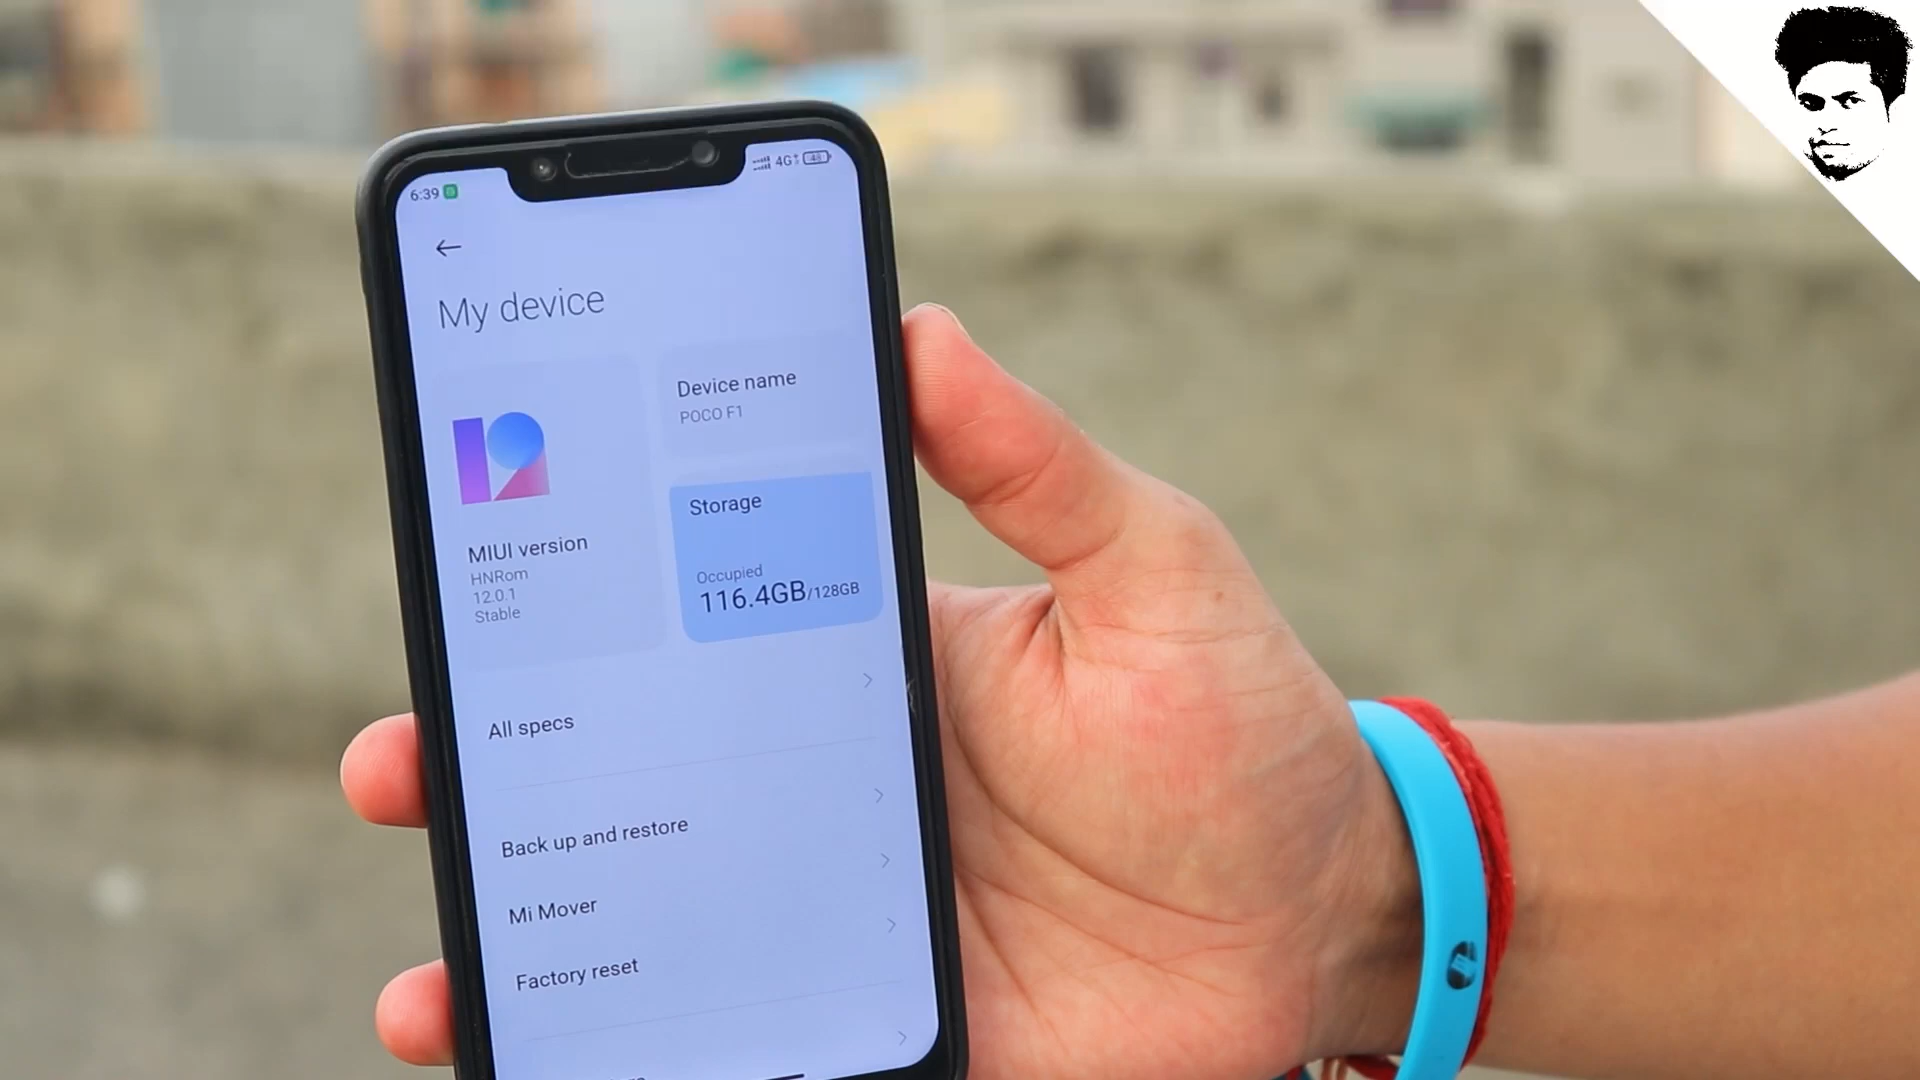 6:39
4G+ 48
My device
Device name
POCO F1
MIUI version
HNRom
12.0.1
Stable
Storage
Occupied
116.4GB/128GB
All specs
Back up and restore
Mi Mover
Factory reset